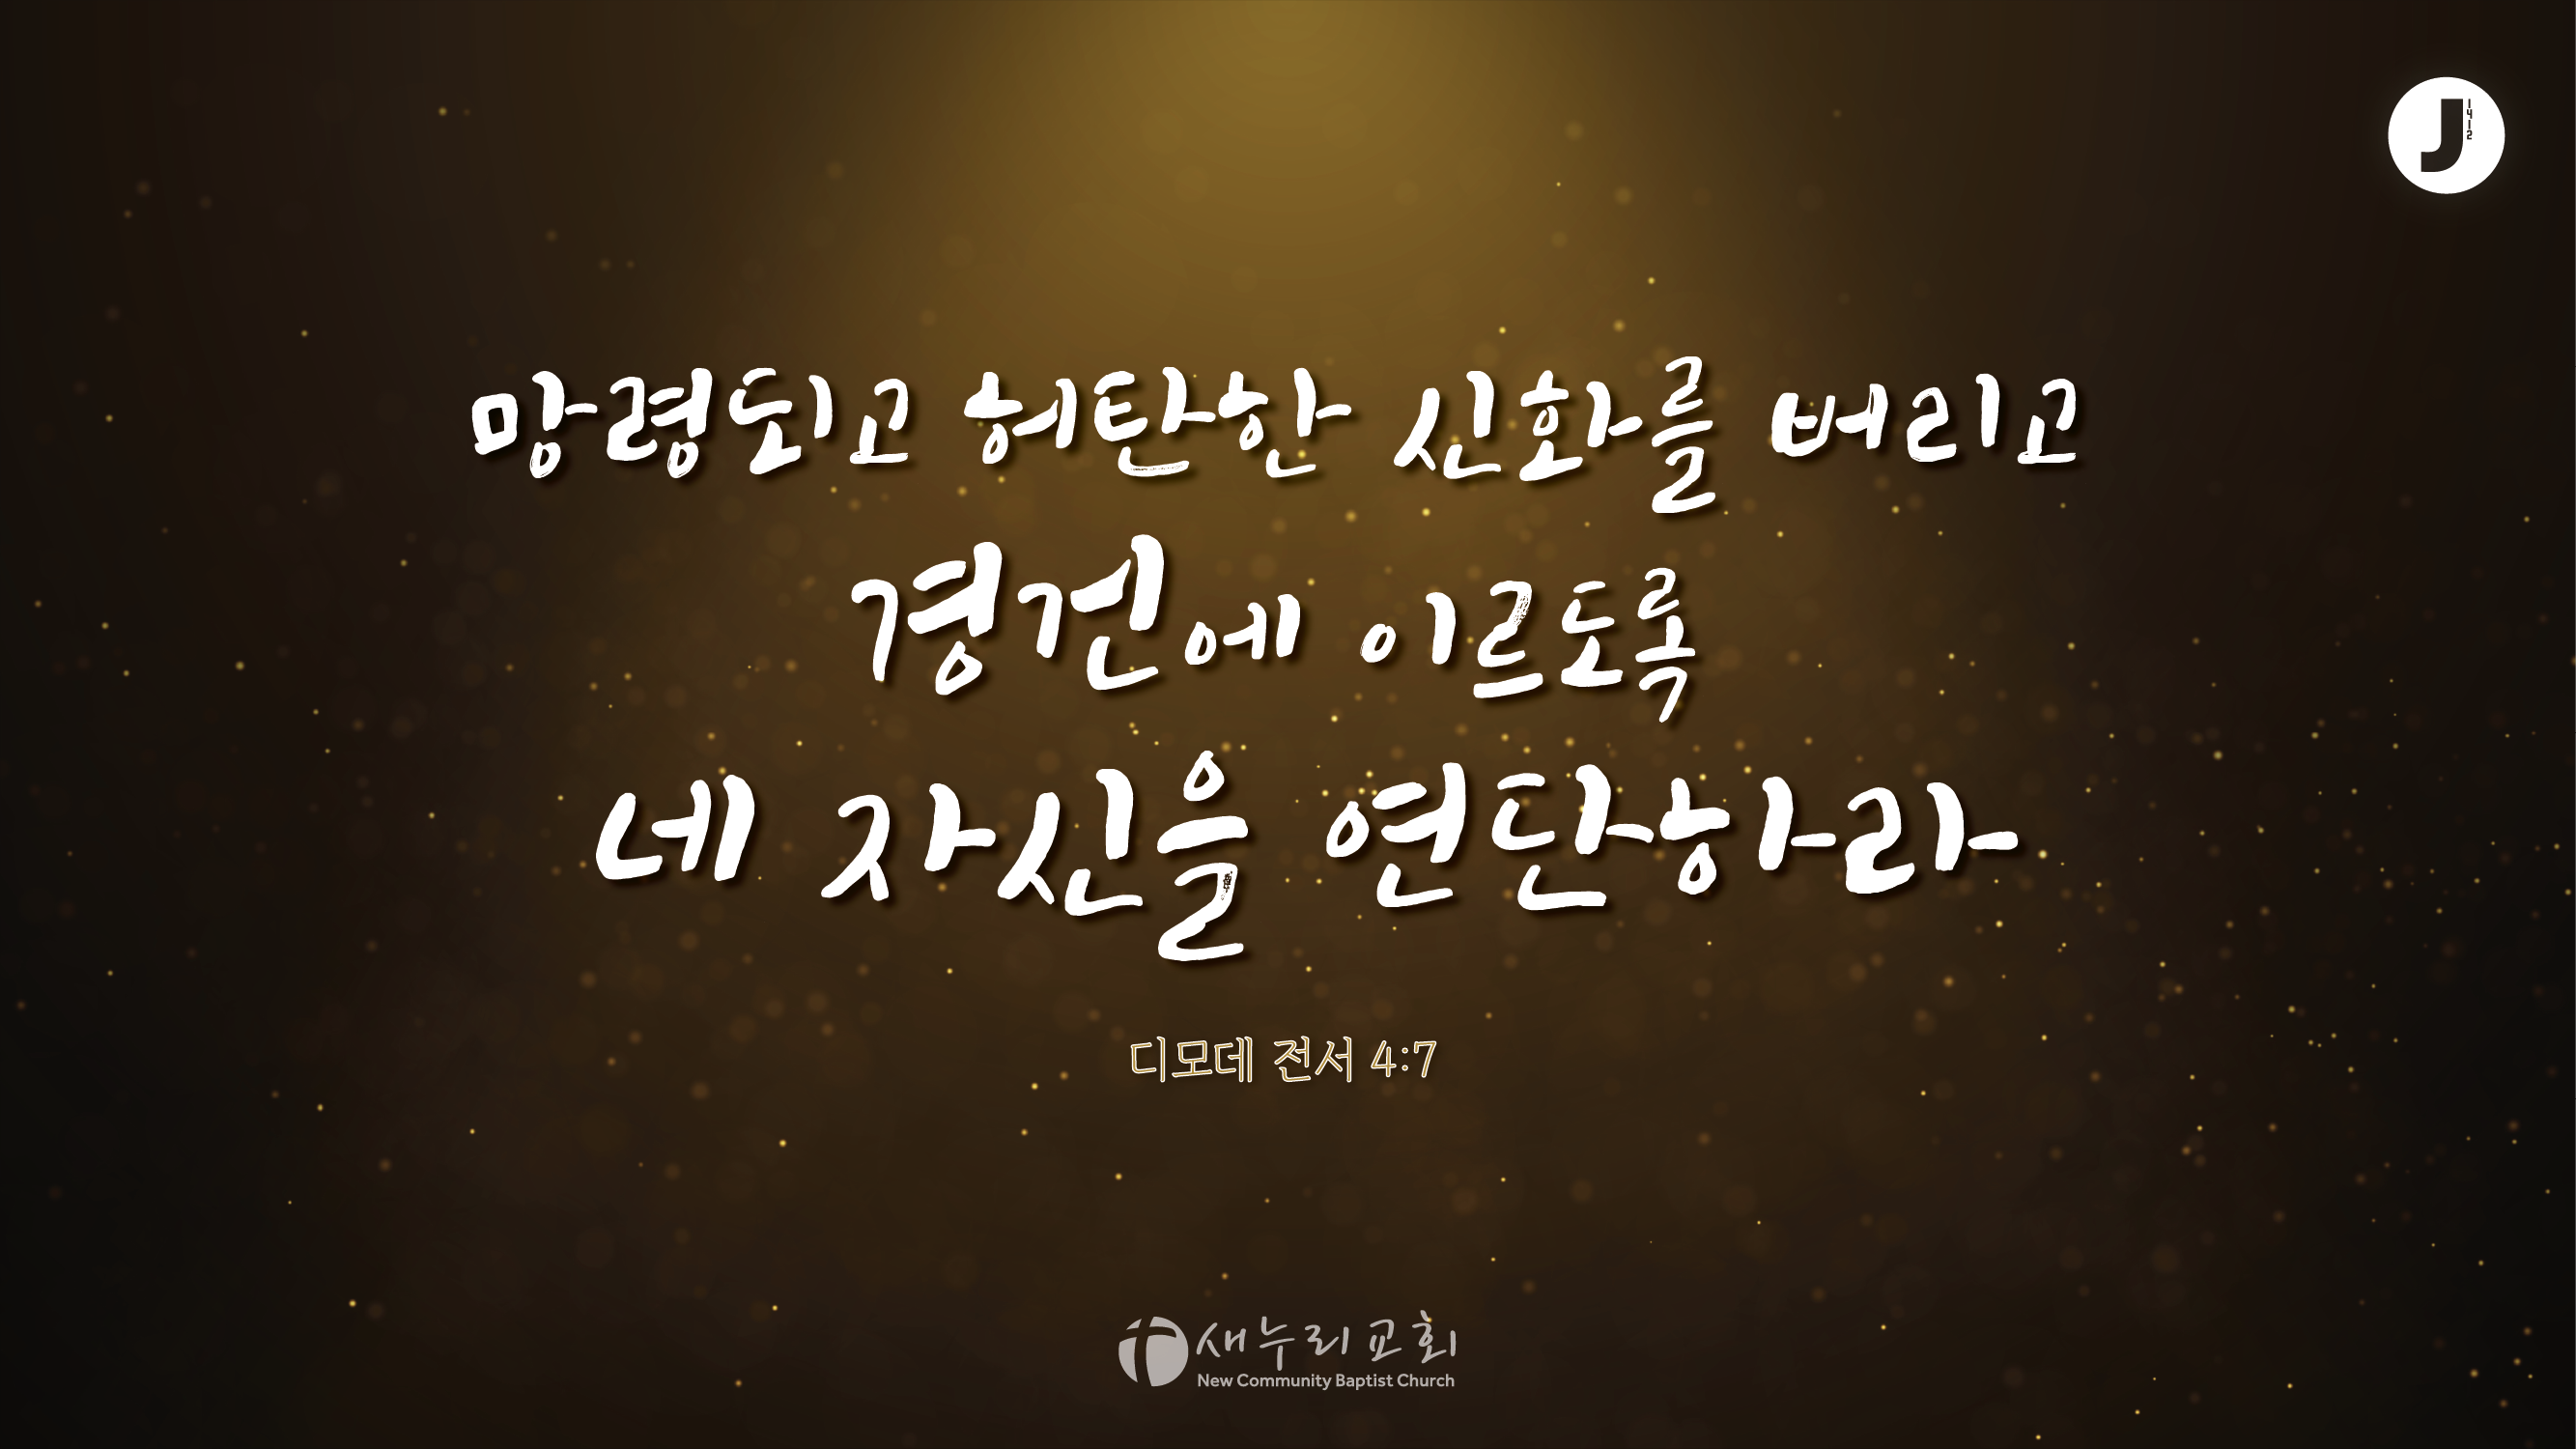 J
1412
망령되고 허탄한 신화를 버리고
경건에 이르도록
네 자신을 연단하라
디모데 전서 4:7
새누리교회
New Community Baptist Church